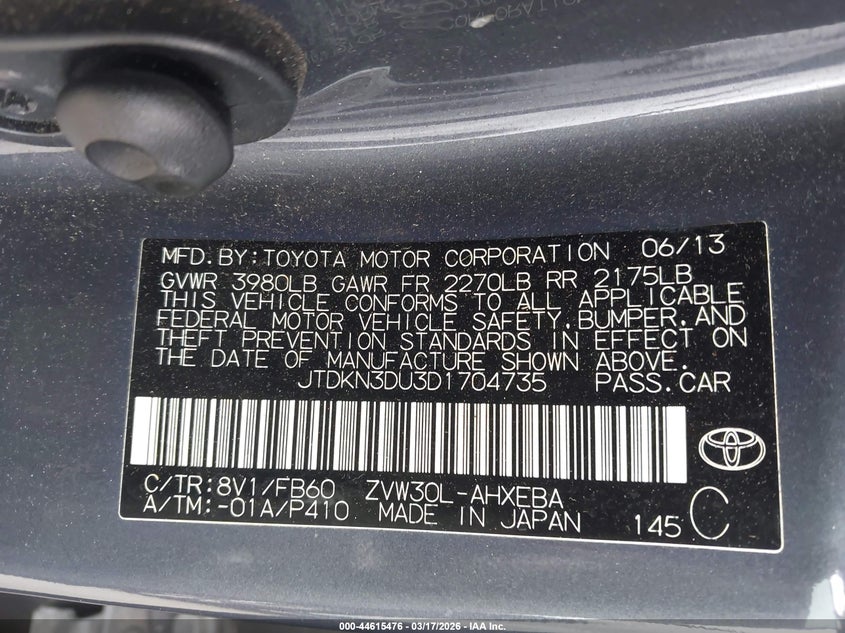 MFD. BY: TOYOTA MOTOR CORPORATION 06/13
GVWR 3980LB GAWR FR 2270LB RR 2175LB
THIS VEHICLE CONFORMS TO ALL APPLICABLE
FEDERAL MOTOR VEHICLE SAFETY, BUMPER, AND
THEFT PREVENTION STANDARDS IN EFFECT ON
THE DATE OF MANUFACTURE SHOWN ABOVE.
JTDKN3DU3D1704735 PASS. CAR
C/TR: 8V1/FB60 ZVW30L-AHXEBA
A/TM: -01A/P410 MADE IN JAPAN 145 C
000-44615476 - 03/17/2026 - IAA Inc.